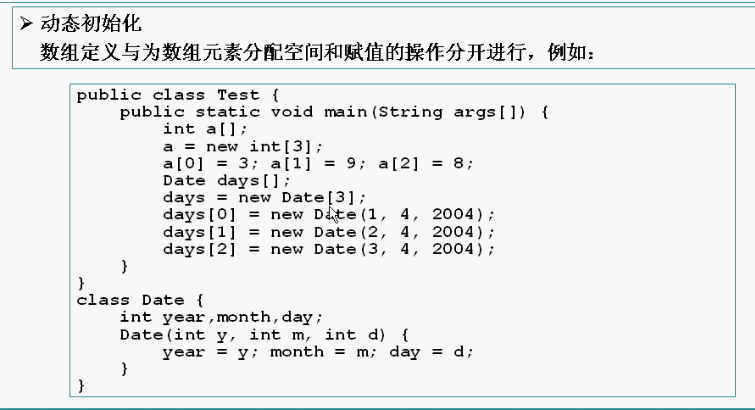 ➢ 动态初始化
数组定义与为数组元素分配空间和赋值的操作分开进行，例如：
public class Test {
    public static void main(String args[]) {
        int a[];
        a = new int[3];
        a[0] = 3; a[1] = 9; a[2] = 8;
        Date days[];
        days = new Date[3];
        days[0] = new Date(1, 4, 2004);
        days[1] = new Date(2, 4, 2004);
        days[2] = new Date(3, 4, 2004);
    }
}
class Date {
    int year,month,day;
    Date(int y, int m, int d) {
        year = y; month = m; day = d;
    }
}